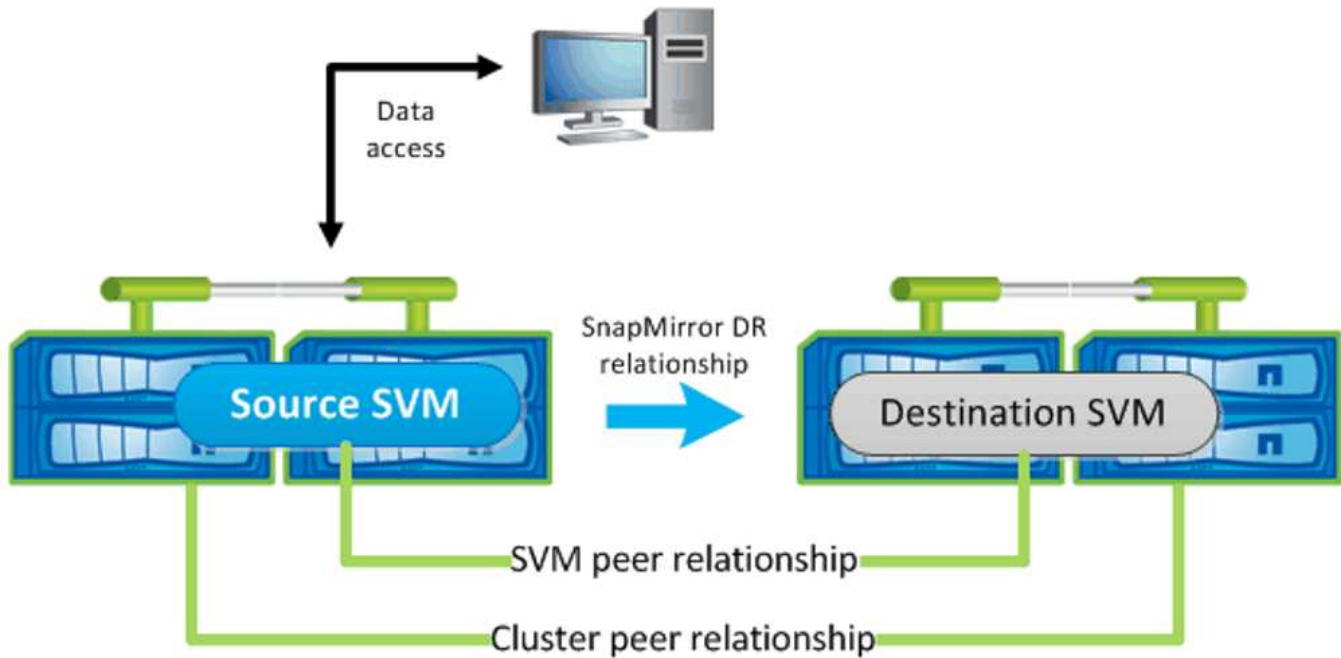 Data
access
SnapMirror DR
relationship
Source SVM
Destination SVM
SVM peer relationship
Cluster peer relationship